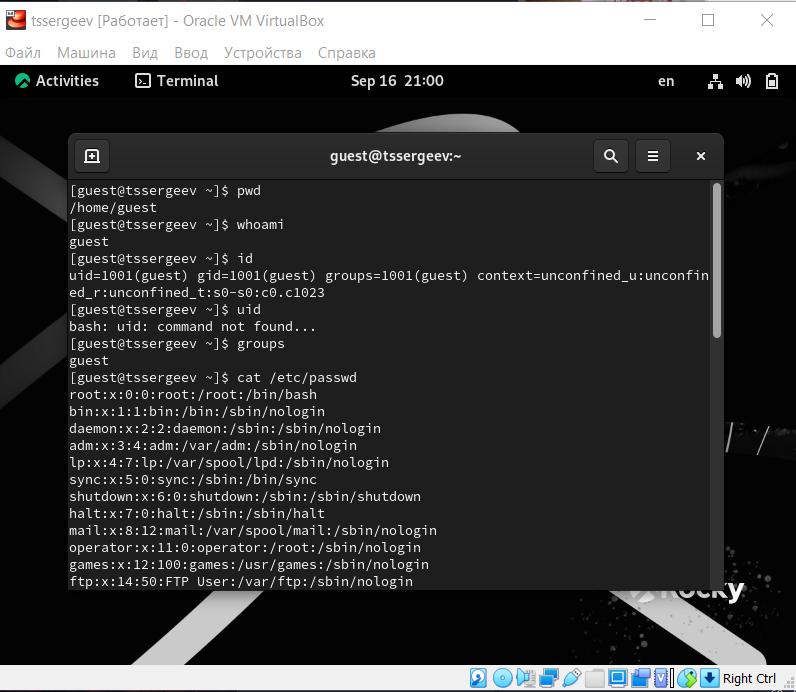 tssergeev [Работает] - Oracle VM VirtualBox
Файл Машина Вид Ввод Устройства Справка
Activities Terminal Sep 16 21:00 en
guest@tssergeev:~
[guest@tssergeev ~]$ pwd
/home/guest
[guest@tssergeev ~]$ whoami
guest
[guest@tssergeev ~]$ id
uid=1001(guest) gid=1001(guest) groups=1001(guest) context=unconfined_u:unconfin
ed_r:unconfined_t:s0-s0:c0.c1023
[guest@tssergeev ~]$ uid
bash: uid: command not found...
[guest@tssergeev ~]$ groups
guest
[guest@tssergeev ~]$ cat /etc/passwd
root:x:0:0:root:/root:/bin/bash
bin:x:1:1:bin:/bin:/sbin/nologin
daemon:x:2:2:daemon:/sbin:/sbin/nologin
adm:x:3:4:adm:/var/adm:/sbin/nologin
lp:x:4:7:lp:/var/spool/lpd:/sbin/nologin
sync:x:5:0:sync:/sbin:/bin/sync
shutdown:x:6:0:shutdown:/sbin:/sbin/shutdown
halt:x:7:0:halt:/sbin:/sbin/halt
mail:x:8:12:mail:/var/spool/mail:/sbin/nologin
operator:x:11:0:operator:/root:/sbin/nologin
games:x:12:100:games:/usr/games:/sbin/nologin
ftp:x:14:50:FTP User:/var/ftp:/sbin/nologin
Rocky
Right Ctrl